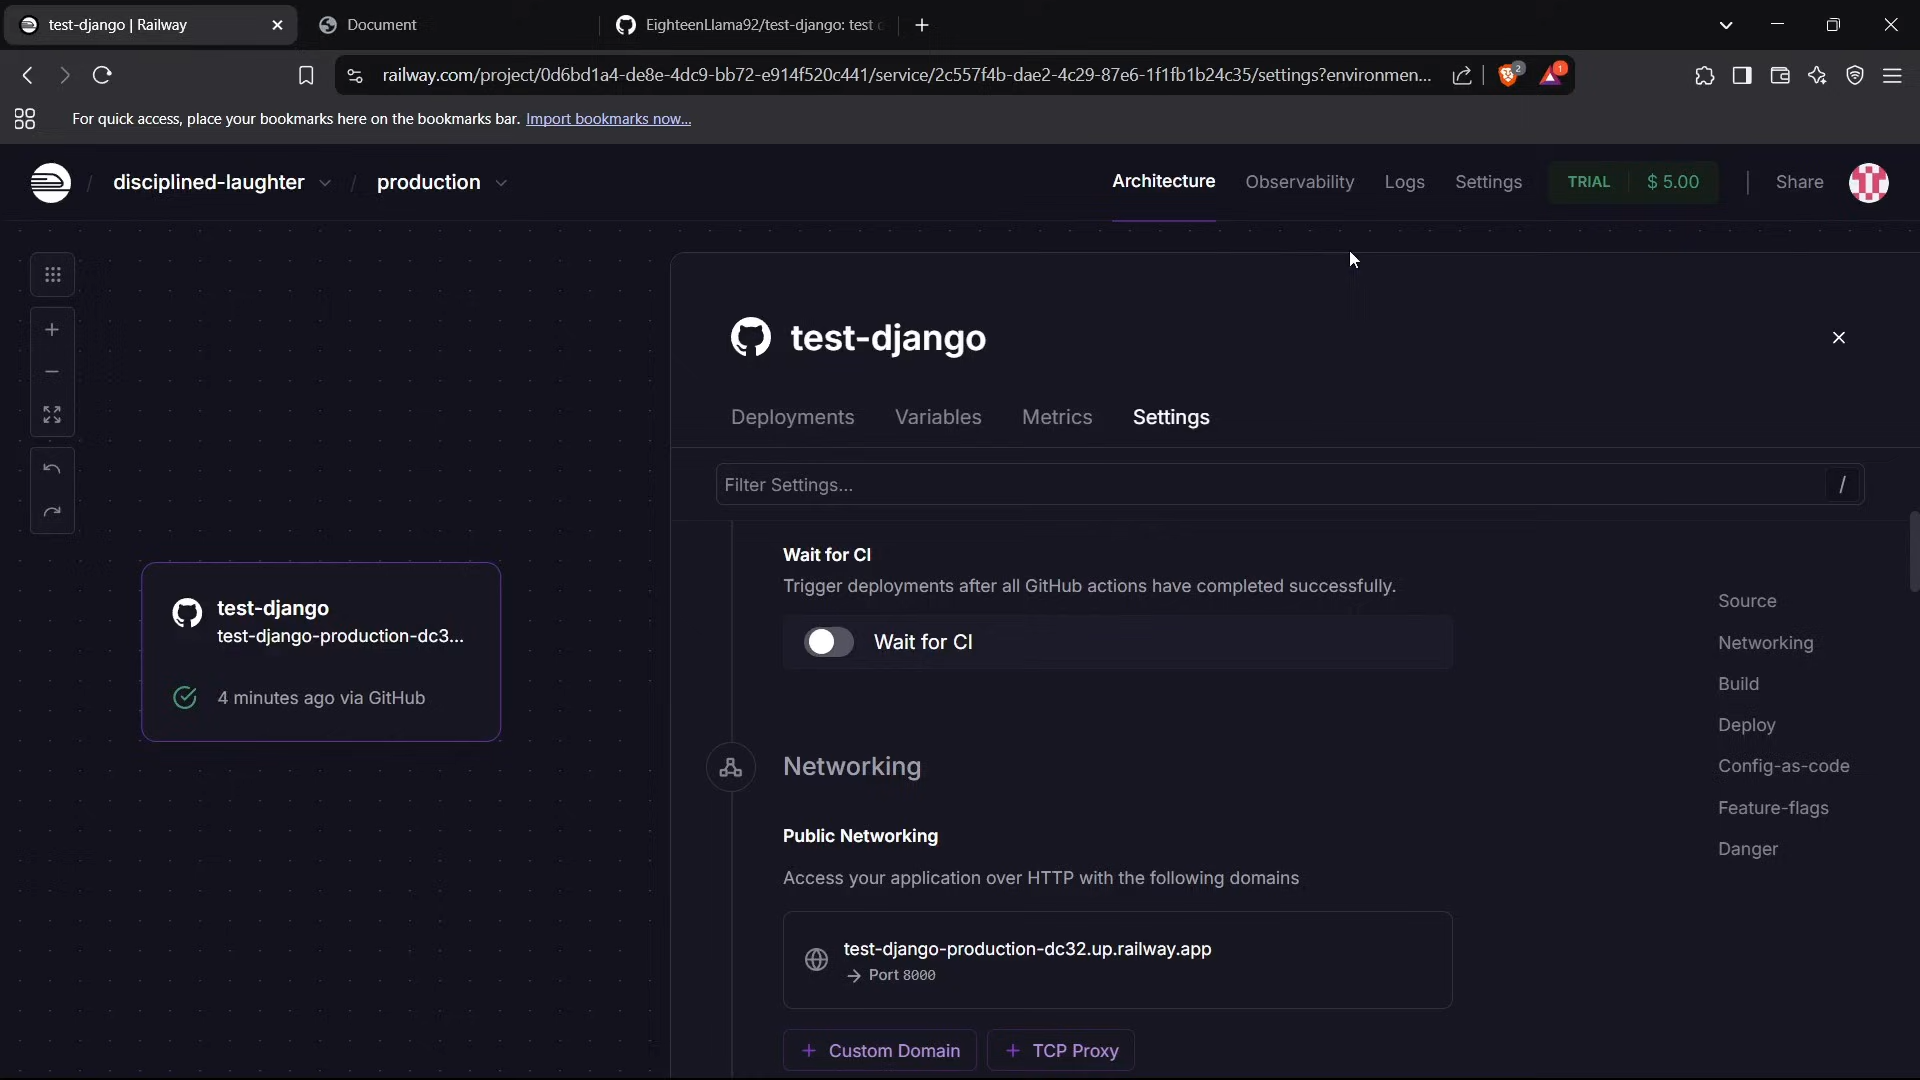 test-django | Railway
Document
EighteenLlama92/test-django: test
railway.com/project/0d6bd1a4-de8e-4dc9-bb72-e914f520c441/service/2c557f4b-dae2-4c29-87e6-1f1fb1b24c35/settings?environmen...
2
1
For quick access, place your bookmarks here on the bookmarks bar. Import bookmarks now...
/ disciplined-laughter / production
Architecture
Observability
Logs
Settings
TRIAL
$ 5.00
Share
test-django
Deployments
Variables
Metrics
Settings
Filter Settings...
/
test-django
test-django-production-dc3...
4 minutes ago via GitHub
Wait for CI
Trigger deployments after all GitHub actions have completed successfully.
Wait for CI
Networking
Public Networking
Access your application over HTTP with the following domains
test-django-production-dc32.up.railway.app
→ Port 8000
+ Custom Domain
+ TCP Proxy
Source
Networking
Build
Deploy
Config-as-code
Feature-flags
Danger